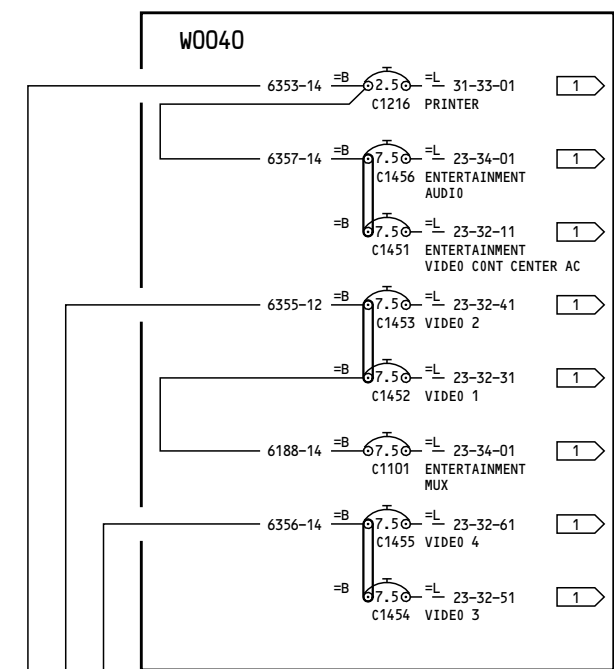 W0040
6353-14 =B 2.5 =L 31-33-01 1
C1216 PRINTER
6357-14 =B 7.5 =L 23-34-01 1
C1456 ENTERTAINMENT
AUDIO
=B 7.5 =L 23-32-11 1
C1451 ENTERTAINMENT
VIDEO CONT CENTER AC
6355-12 =B 7.5 =L 23-32-41 1
C1453 VIDEO 2
=B 7.5 =L 23-32-31 1
C1452 VIDEO 1
6188-14 =B 7.5 =L 23-34-01 1
C1101 ENTERTAINMENT
MUX
6356-14 =B 7.5 =L 23-32-61 1
C1455 VIDEO 4
=B 7.5 =L 23-32-51 1
C1454 VIDEO 3